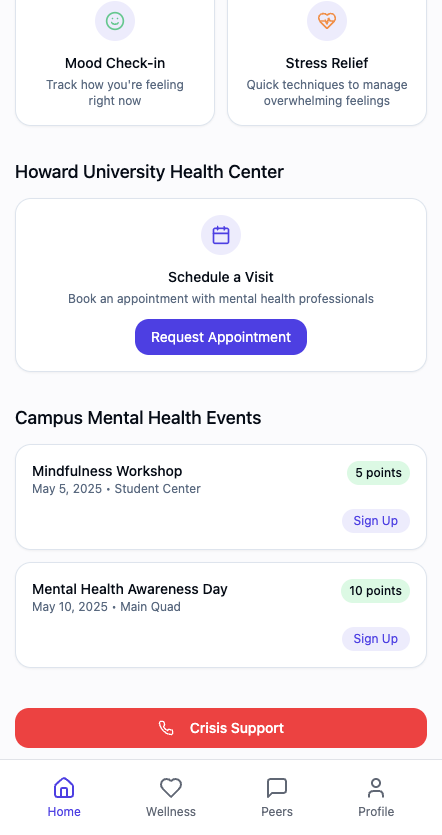 Mood Check-in
Track how you're feeling
right now
Stress Relief
Quick techniques to manage
overwhelming feelings
Howard University Health Center
Schedule a Visit
Book an appointment with mental health professionals
Request Appointment
Campus Mental Health Events
Mindfulness Workshop
5 points
May 5, 2025 • Student Center
Sign Up
Mental Health Awareness Day
10 points
May 10, 2025 • Main Quad
Sign Up
Crisis Support
Home
Wellness
Peers
Profile